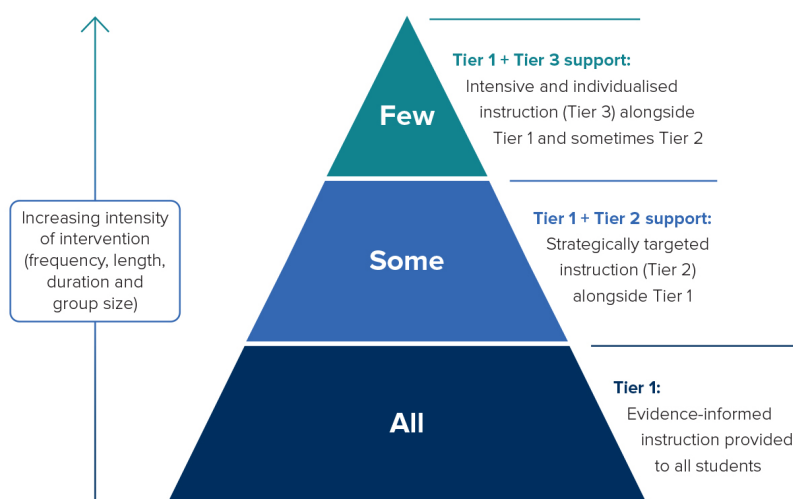 Few
Tier 1 + Tier 3 support:
Intensive and individualised
instruction (Tier 3) alongside
Tier 1 and sometimes Tier 2
Increasing intensity
of intervention
(frequency, length,
duration and
group size)
Some
Tier 1 + Tier 2 support:
Strategically targeted
instruction (Tier 2)
alongside Tier 1
All
Tier 1:
Evidence-informed
instruction provided
to all students